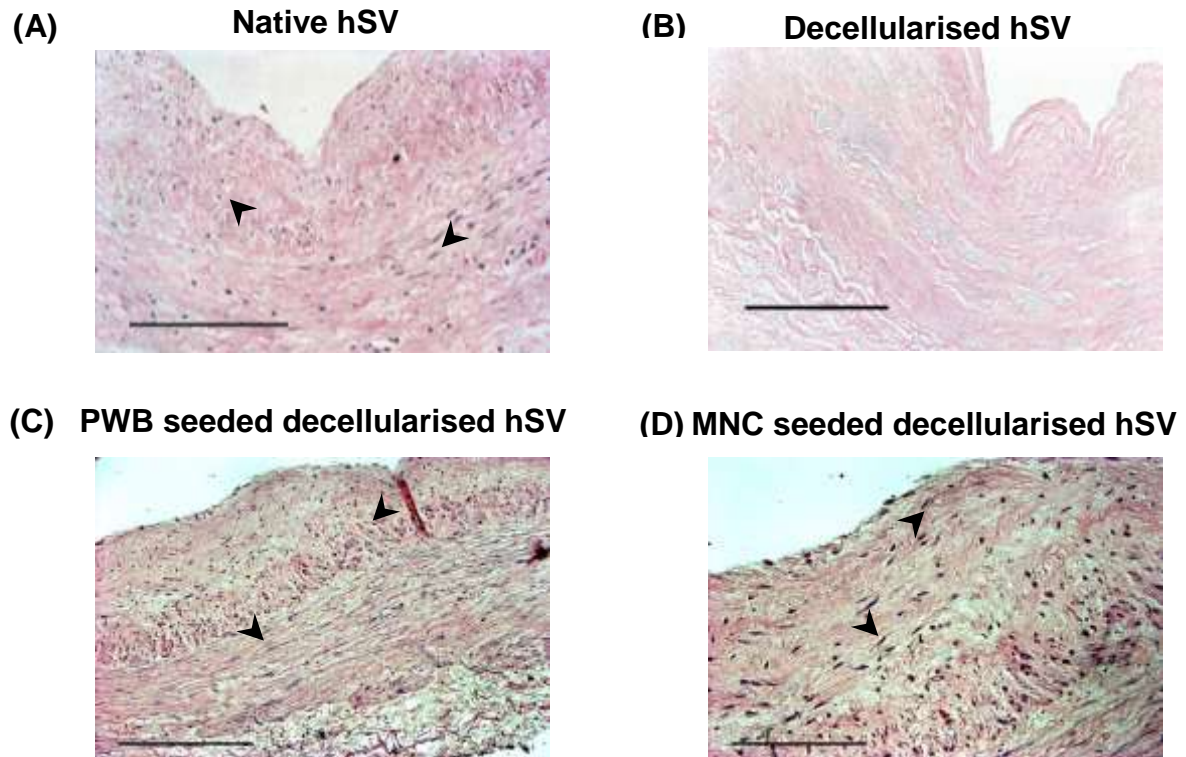 (A) Native hSV
(B) Decellularised hSV
(C) PWB seeded decellularised hSV
(D) MNC seeded decellularised hSV